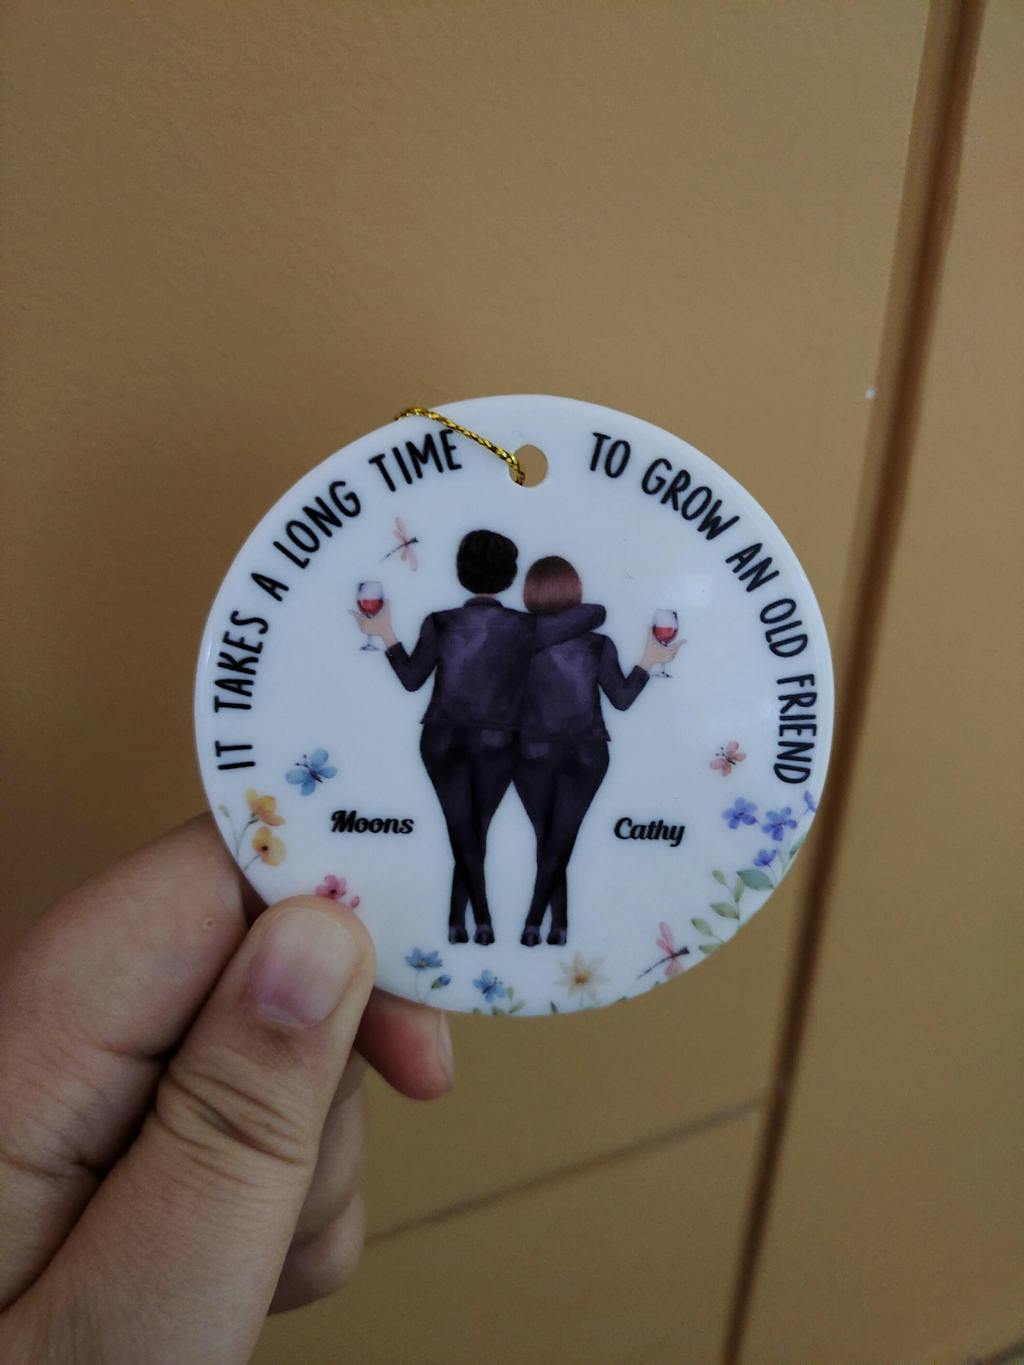 IT TAKES A LONG TIME
TO GROW AN OLD FRIEND
Moons
Cathy